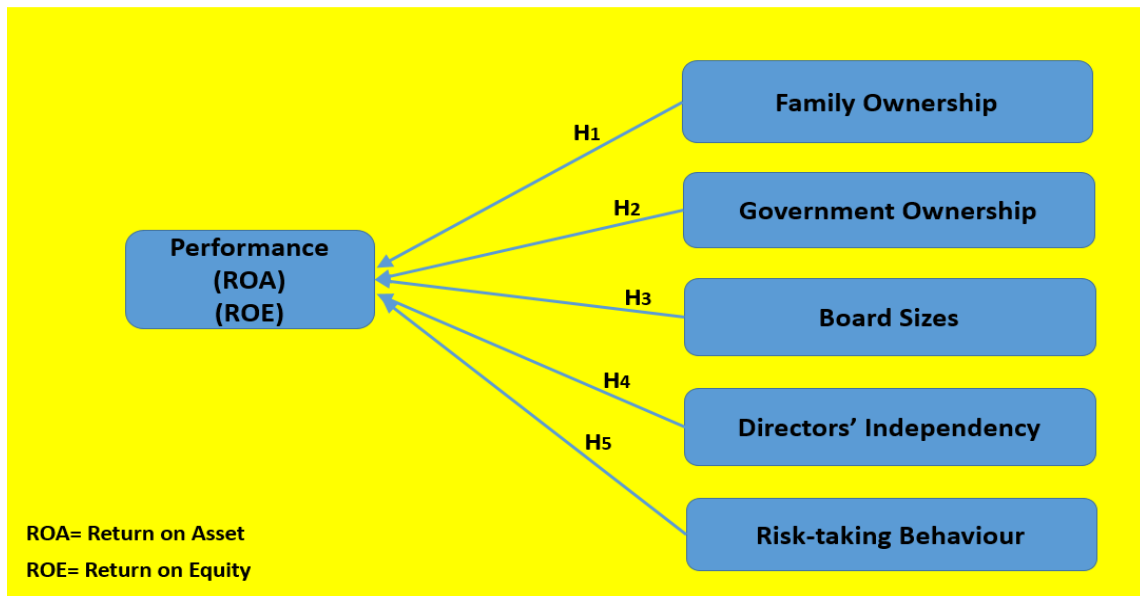 Family Ownership
H1
Government Ownership
H2
Performance
(ROA)
(ROE)
Board Sizes
H3
Directors’ Independency
H4
Risk-taking Behaviour
H5
ROA= Return on Asset
ROE= Return on Equity